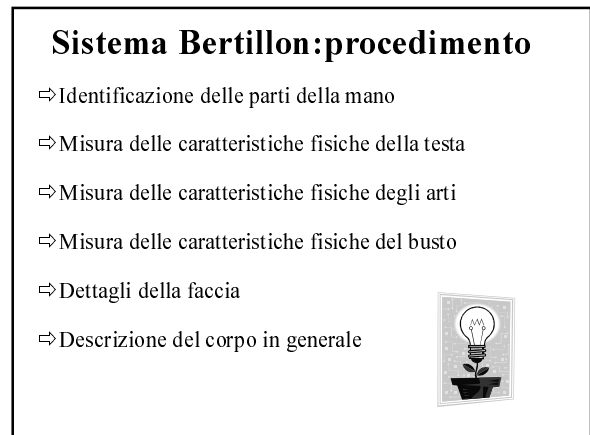 Sistema Bertillon:procedimento
⇨Identificazione delle parti della mano
⇨Misura delle caratteristiche fisiche della testa
⇨Misura delle caratteristiche fisiche degli arti
⇨Misura delle caratteristiche fisiche del busto
⇨Dettagli della faccia
⇨Descrizione del corpo in generale